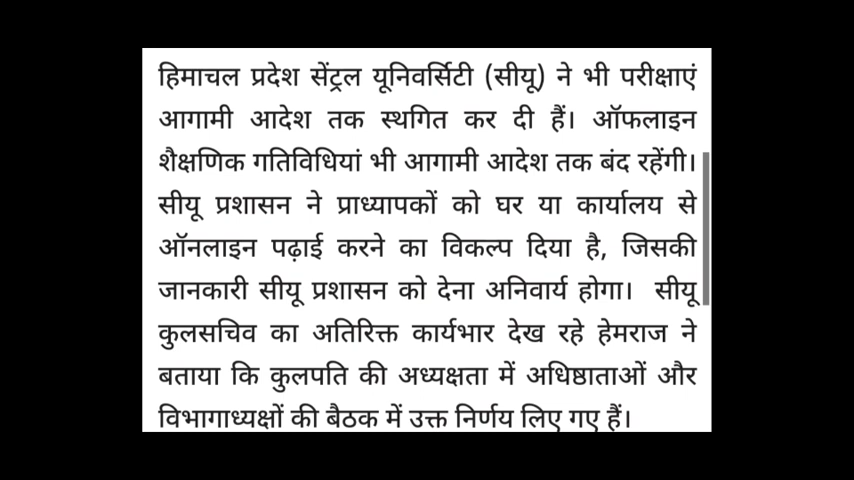 हिमाचल प्रदेश सेंट्रल यूनिवर्सिटी (सीयू) ने भी परीक्षाएं
आगामी आदेश तक स्थगित कर दी हैं। ऑफलाइन
शैक्षणिक गतिविधियां भी आगामी आदेश तक बंद रहेंगी।
सीयू प्रशासन ने प्राध्यापकों को घर या कार्यालय से
ऑनलाइन पढ़ाई करने का विकल्प दिया है, जिसकी
जानकारी सीयू प्रशासन को देना अनिवार्य होगा। सीयू
कुलसचिव का अतिरिक्त कार्यभार देख रहे हेमराज ने
बताया कि कुलपति की अध्यक्षता में अधिष्ठाताओं और
विभागाध्यक्षों की बैठक में उक्त निर्णय लिए गए हैं।